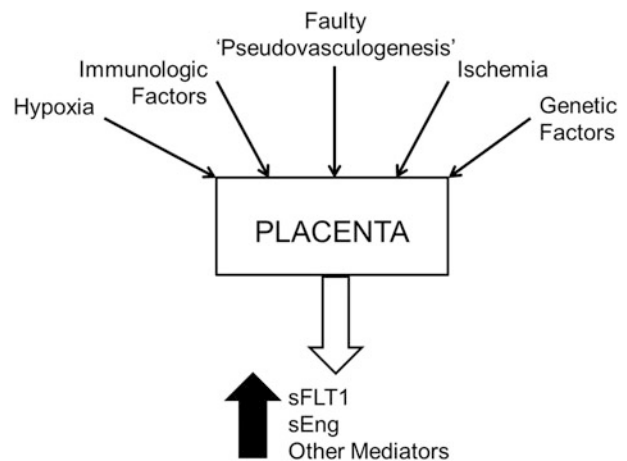 Faulty
'Pseudovasculogenesis'
Immunologic
Factors
Ischemia
Hypoxia
Genetic
Factors
PLACENTA
sFLT1
sEng
Other Mediators